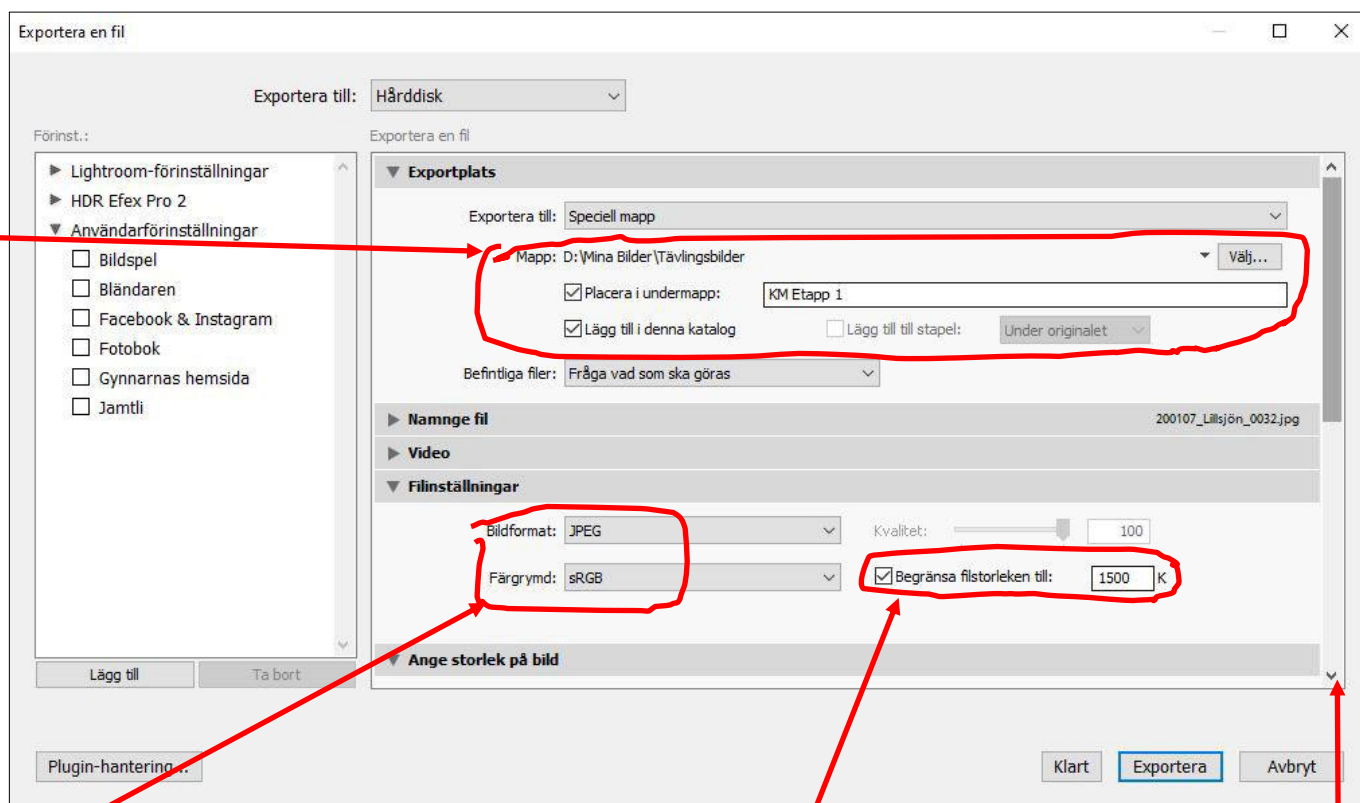 Exportera en fil
Exportera till: Hårddisk
Förinst.:
Exportera en fil
Lightroom-förinställningar
HDR Efex Pro 2
Användarförinställningar
Bildspel
Bländaren
Facebook & Instagram
Fotobok
Gynnarnas hemsida
Jamtli
Lägg till Ta bort
Exportplats
Exportera till: Speciell mapp
Mapp: D:\Mina Bilder\Tävlingsbilder Välj...
Placera i undermapp: KM Etapp 1
Lägg till i denna katalog Lägg till till stapel: Under originalet
Befintliga filer: Fråga vad som ska göras
Namnge fil 200107_Lillsjön_0032.jpg
Video
Filinställningar
Bildformat: JPEG Kvalitet: 100
Färgrymd: sRGB Begränsa filstorleken till: 1500 K
Ange storlek på bild
Plugin-hantering... Klart Exportera Avbryt